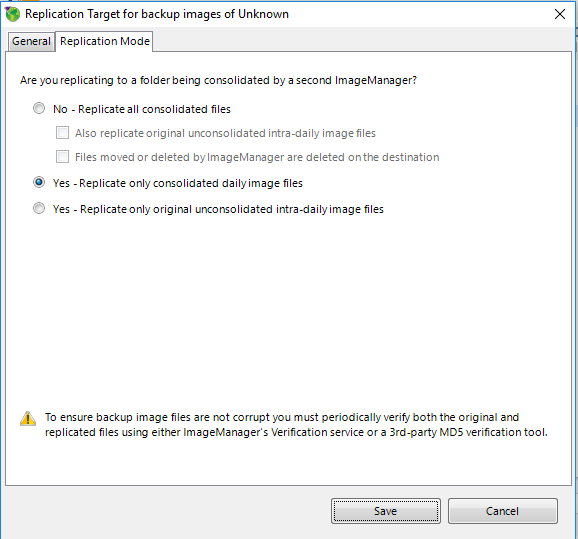 Replication Target for backup images of Unknown
General
Replication Mode
Are you replicating to a folder being consolidated by a second ImageManager?
No - Replicate all consolidated files
Also replicate original unconsolidated intra-daily image files
Files moved or deleted by ImageManager are deleted on the destination
Yes - Replicate only consolidated daily image files
Yes - Replicate only original unconsolidated intra-daily image files
To ensure backup image files are not corrupt you must periodically verify both the original and
replicated files using either ImageManager's Verification service or a 3rd-party MD5 verification tool.
Save
Cancel